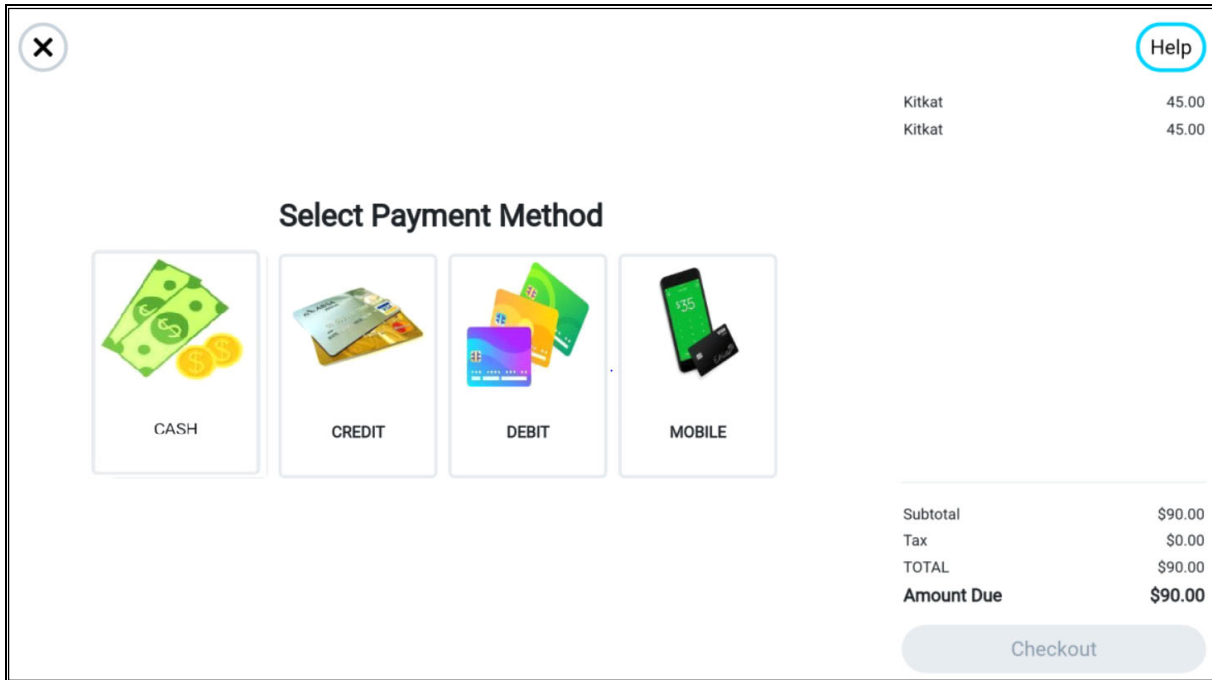 Help
Kitkat 45.00
Kitkat 45.00
Select Payment Method
$35
CASH CREDIT DEBIT MOBILE
Subtotal $90.00
Tax $0.00
TOTAL $90.00
Amount Due $90.00
Checkout